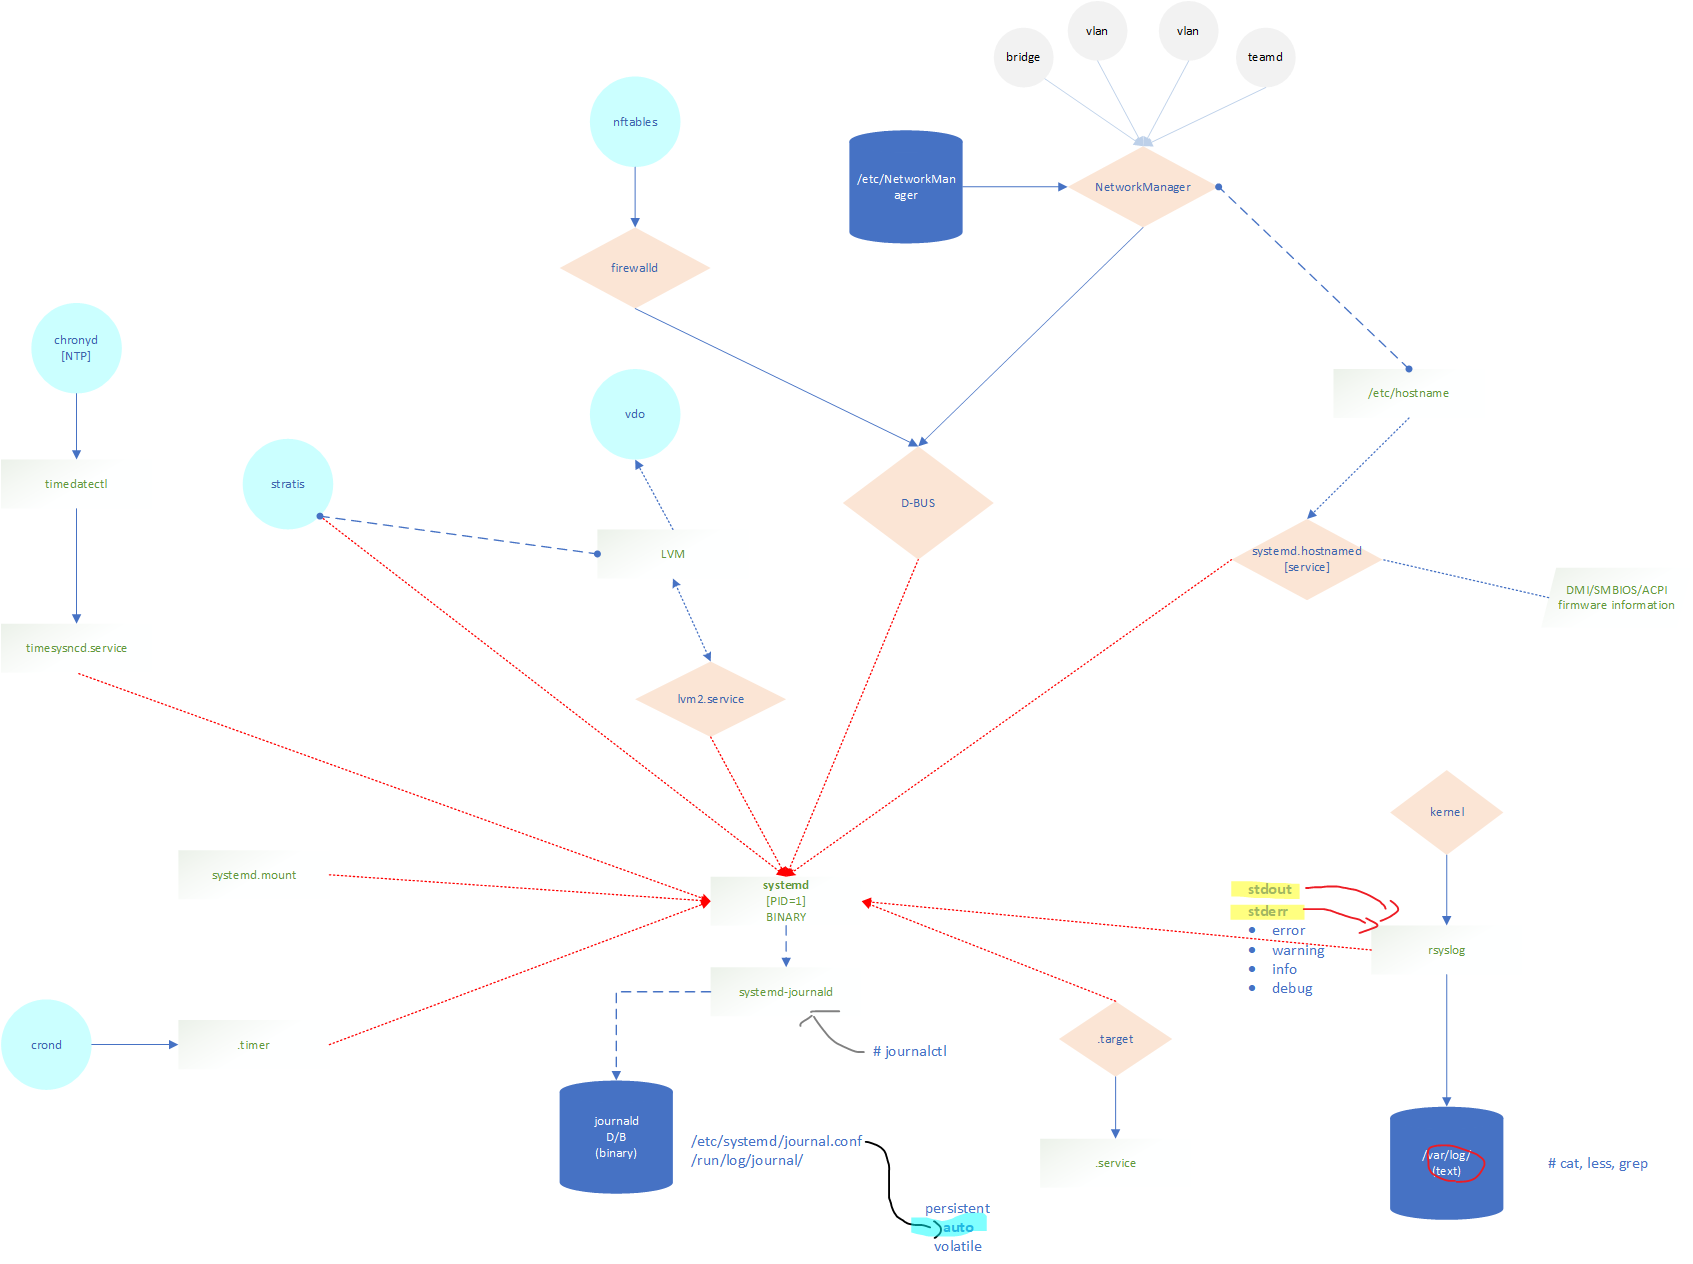 vlan
vlan
bridge
teamd
nftables
/etc/NetworkMan
ager
NetworkManager
firewalld
chronyd
[NTP]
/etc/hostname
vdo
timedatectl
stratis
D-BUS
LVM
systemd.hostnamed
[service]
DMI/SMBIOS/ACPI
firmware information
timesysncd.service
lvm2.service
kernel
systemd.mount
systemd
[PID=1]
BINARY
stdout
stderr
• error
• warning
• info
• debug
rsyslog
systemd-journald
crond
.timer
# journalctl
.target
journald
D/B
(binary)
/etc/systemd/journal.conf
/run/log/journal/
.service
/var/log/
(text)
# cat, less, grep
persistent
auto
volatile